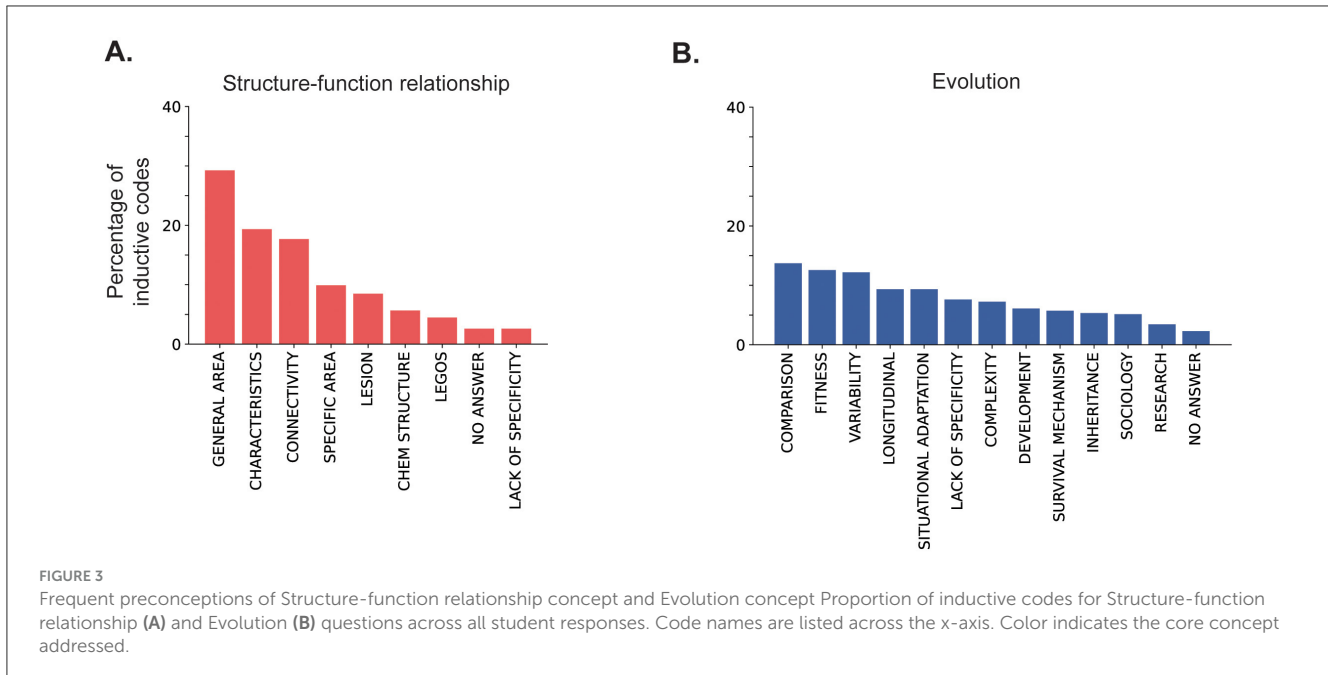 A.
Structure-function relationship
Percentage of
inductive codes
40
20
0
GENERAL AREA
CHARACTERISTICS
CONNECTIVITY
SPECIFIC AREA
LESION
CHEM STRUCTURE
LEGOS
NO ANSWER
LACK OF SPECIFICITY
B.
Evolution
40
20
0
COMPARISON
FITNESS
VARIABILITY
LONGITUDINAL
SITUATIONAL ADAPTATION
LACK OF SPECIFICITY
COMPLEXITY
DEVELOPMENT
SURVIVAL MECHANISM
INHERITANCE
SOCIOLOGY
RESEARCH
NO ANSWER
FIGURE 3
Frequent preconceptions of Structure-function relationship concept and Evolution concept Proportion of inductive codes for Structure-function
relationship (A) and Evolution (B) questions across all student responses. Code names are listed across the x-axis. Color indicates the core concept
addressed.